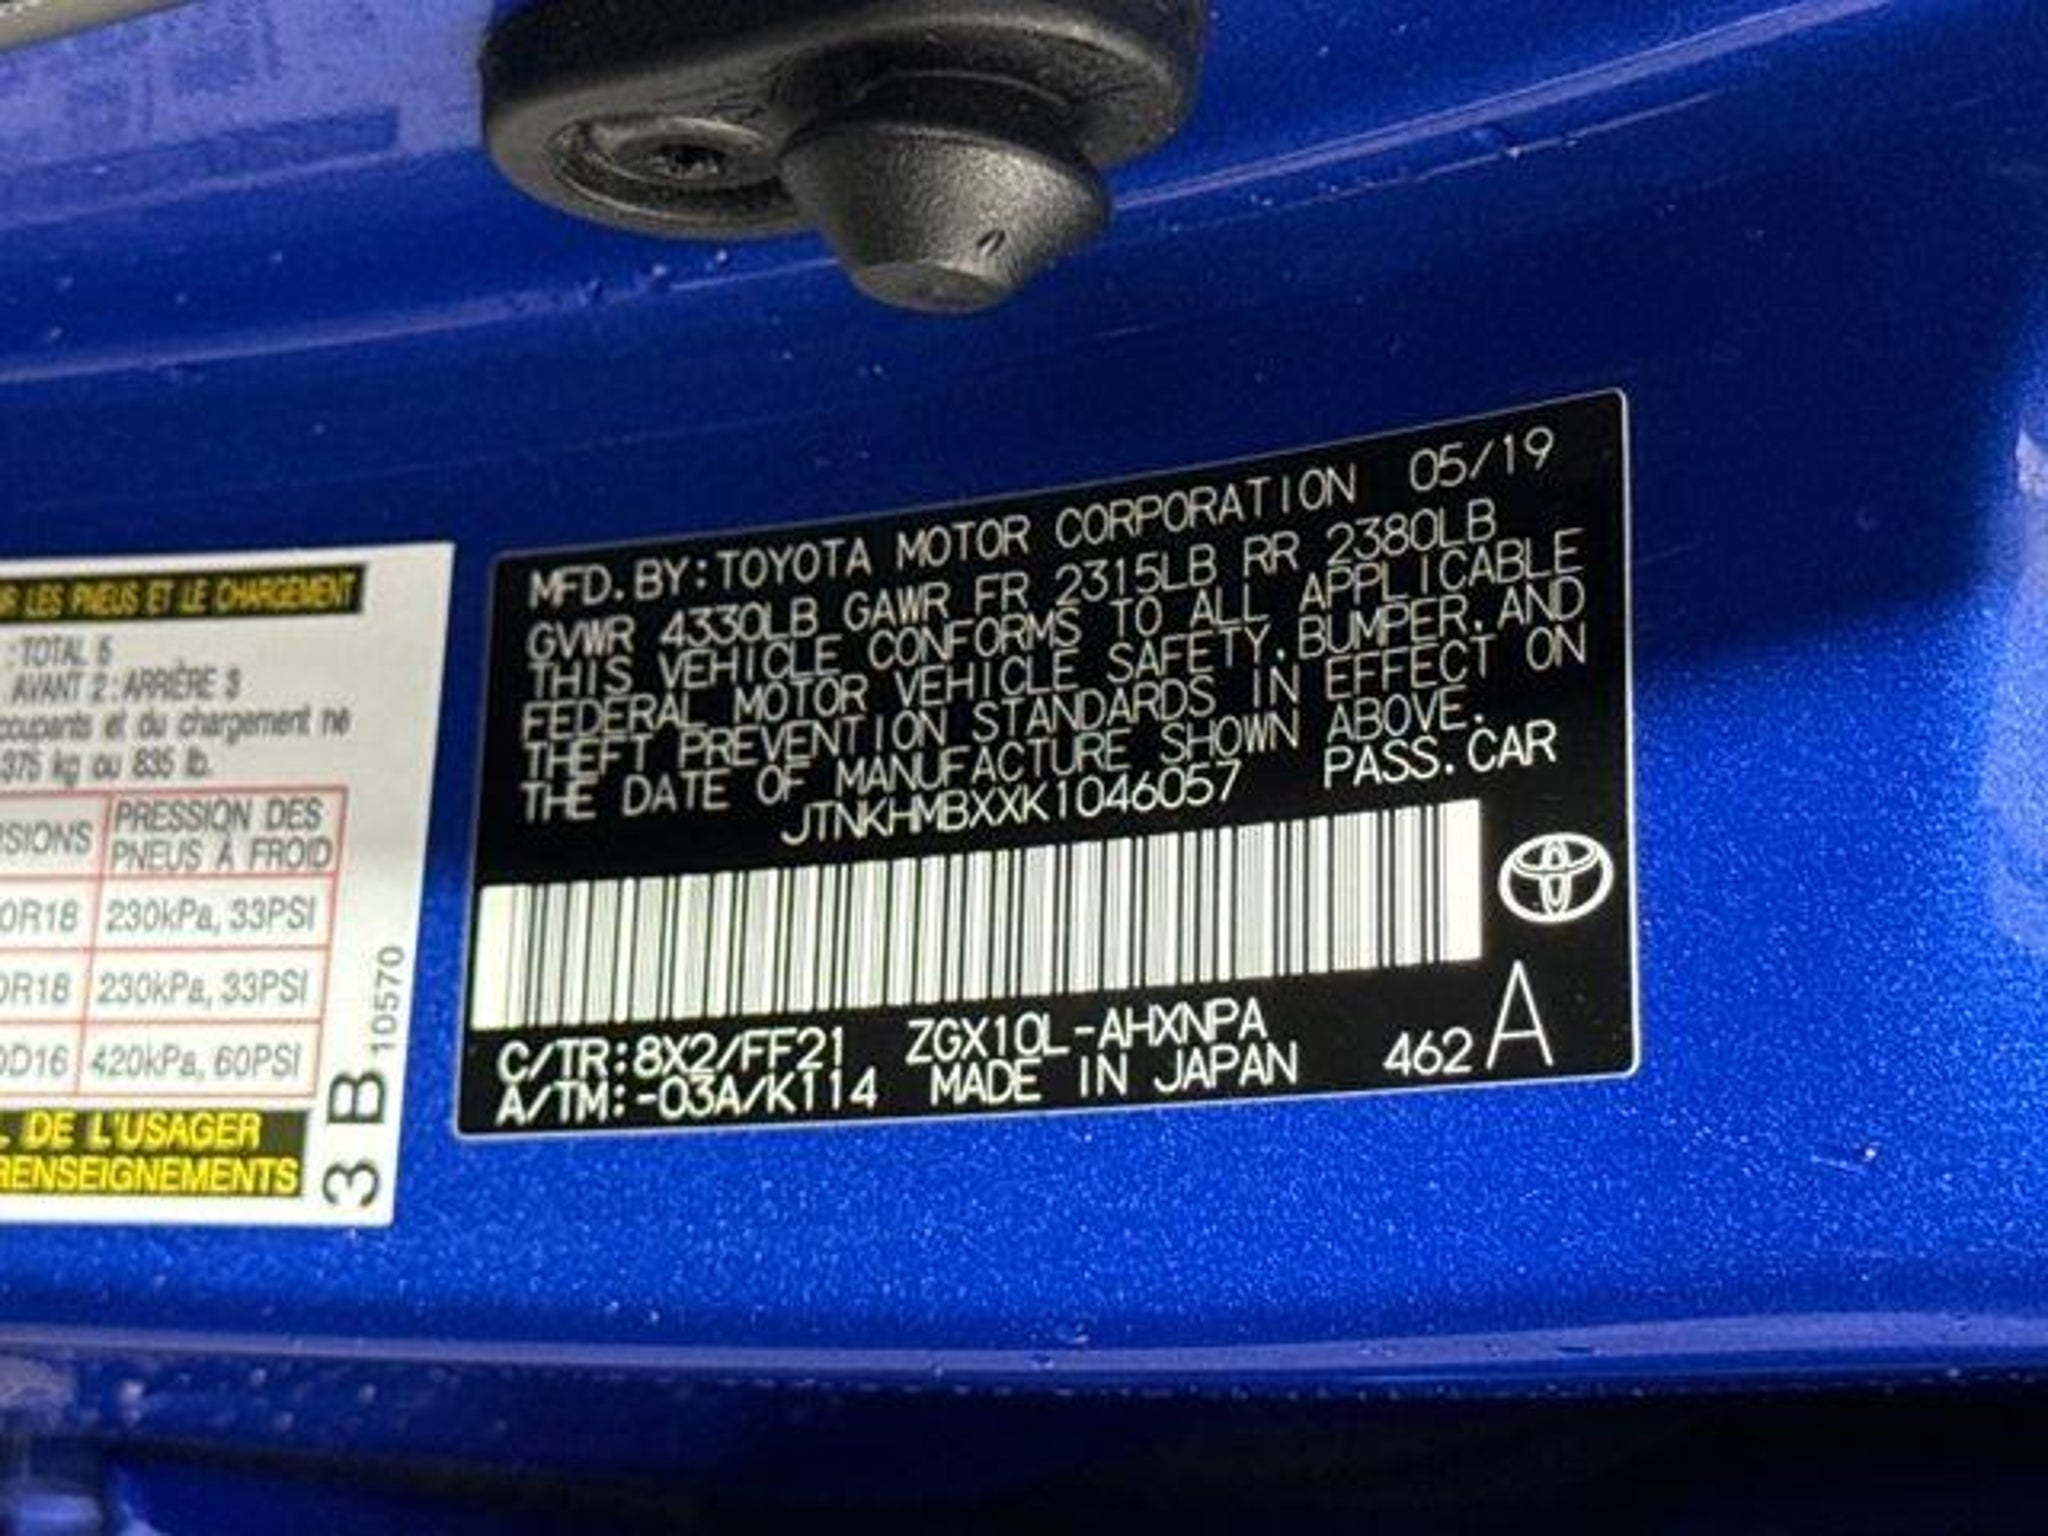 LES PNEUS ET LE CHARGEMENT
:TOTAL 5
AVANT 2 : ARRIÈRE 3
et du chargement ne
375 kg ou 835 lb.
PRESSION DES
PNEUS À FROID
0R18 230kPa, 33PSI
0R18 230kPa, 33PSI
0D16 420kPa, 60PSI
DE L'USAGER
RENSEIGNEMENTS
3 B 10570
MFD. BY: TOYOTA MOTOR CORPORATION 05/19
GVWR 4330LB GAWR FR 2315LB RR 2380LB
THIS VEHICLE CONFORMS TO ALL APPLICABLE
FEDERAL MOTOR VEHICLE SAFETY, BUMPER, AND
THEFT PREVENTION STANDARDS IN EFFECT ON
THE DATE OF MANUFACTURE SHOWN ABOVE.
JTNKHMBXXK1046057 PASS. CAR
C/TR:8X2/FF21 ZGX10L-AHXNPA
A/TM:-03A/K114 MADE IN JAPAN 462 A